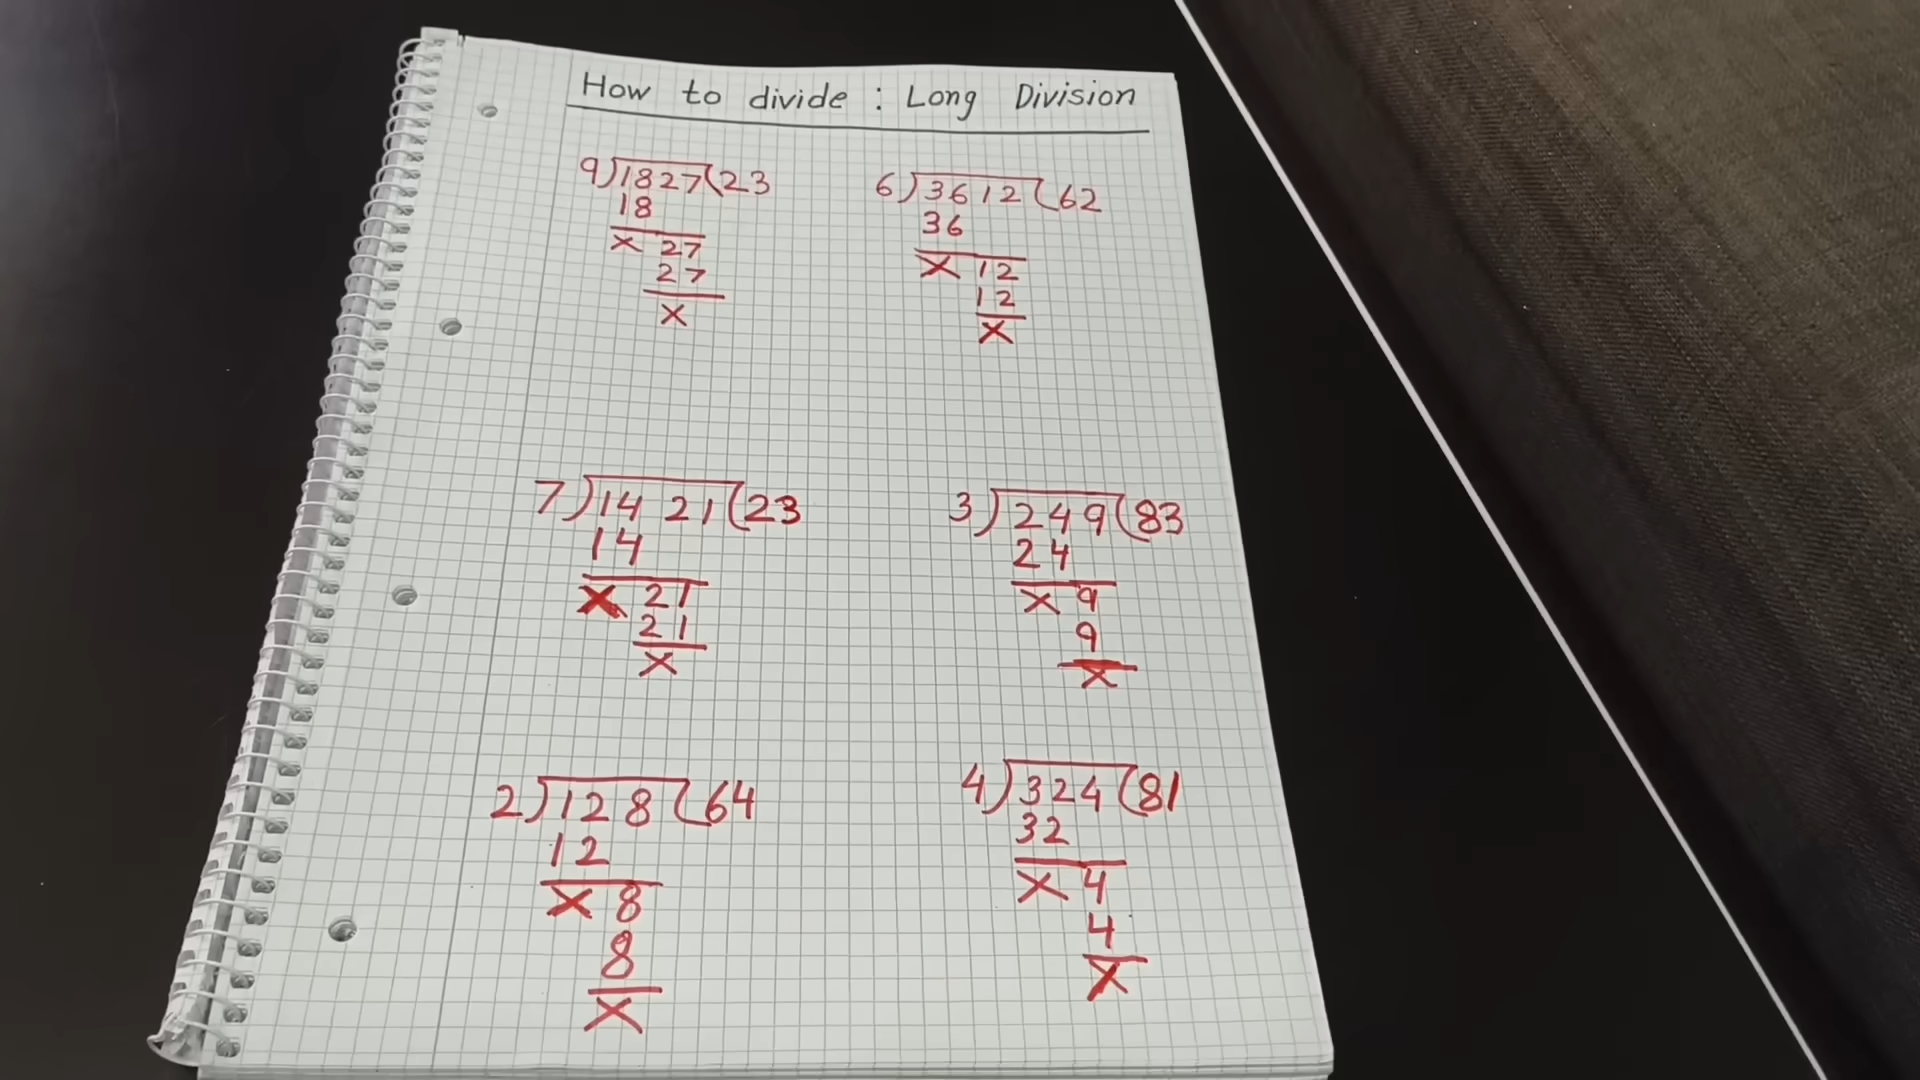 How to divide : Long Division
9)1827(23
18
x 27
27
x
6)3612(62
36
x 12
12
x
7)1421(23
14
x 21
21
x
3)249(83
24
x 9
9
x
2)128(64
12
x 8
8
x
4)324(81
32
x 4
4
x